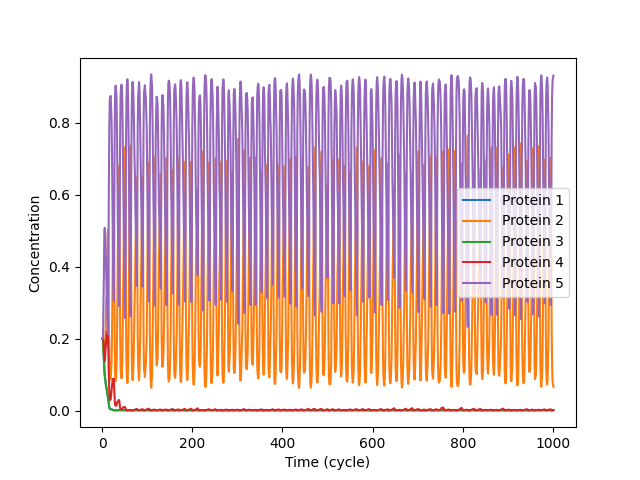 0.8
0.6
0.4
0.2
0.0
Concentration
0
200
400
600
800
1000
Time (cycle)
Protein 1
Protein 2
Protein 3
Protein 4
Protein 5